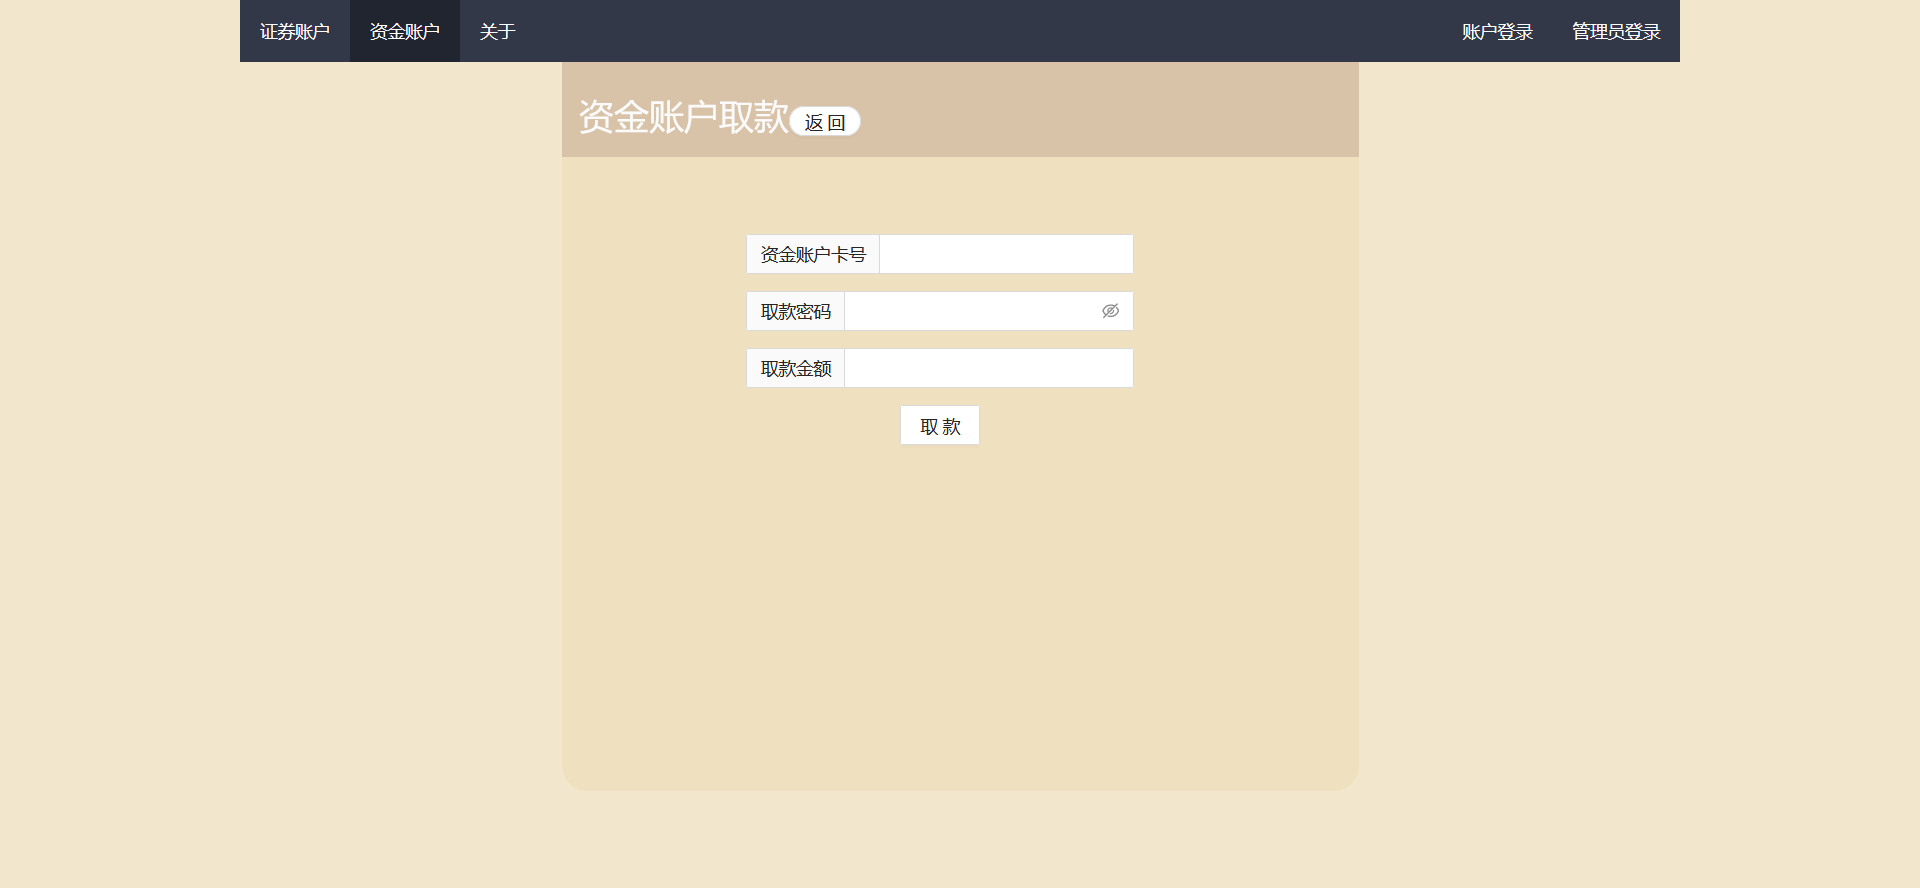 证券账户 资金账户 关于 账户登录 管理员登录
资金账户取款 返 回
资金账户卡号
取款密码
取款金额
取 款